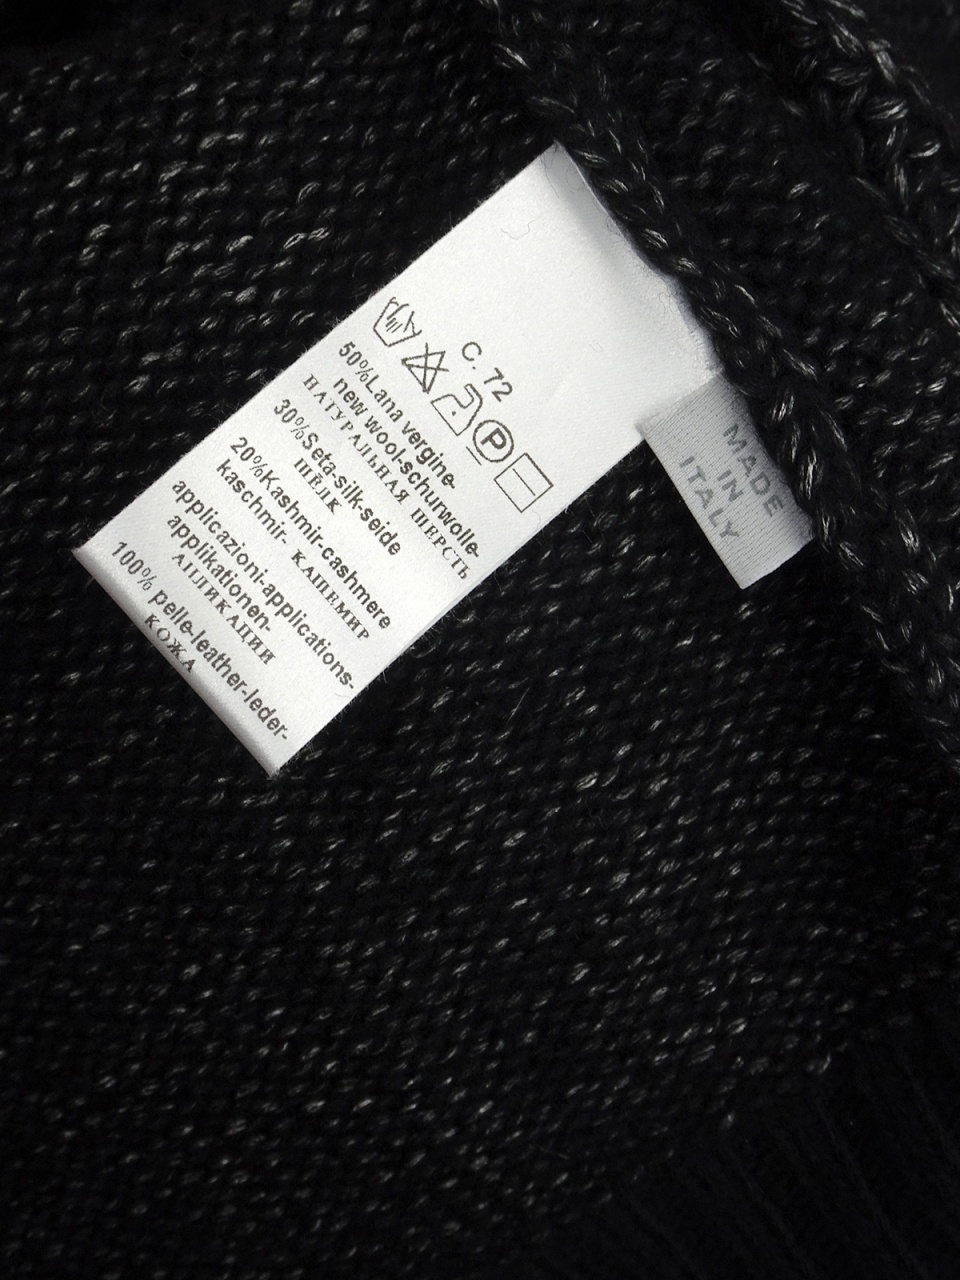 C. 72
P
50%Lana vergine-
new wool-schurwolle-
НАТУРАЛЬНАЯ ШЕРСТЬ
30%Seta-silk-seide
ШЁЛК
20%Kashmir-cashmere
kaschmir- КАШЕМИР
applicazioni-applications-
applikationen-
АПЛИКАЦИИ
100% pelle-leather-leder-
КОЖА
MADE
IN
ITALY